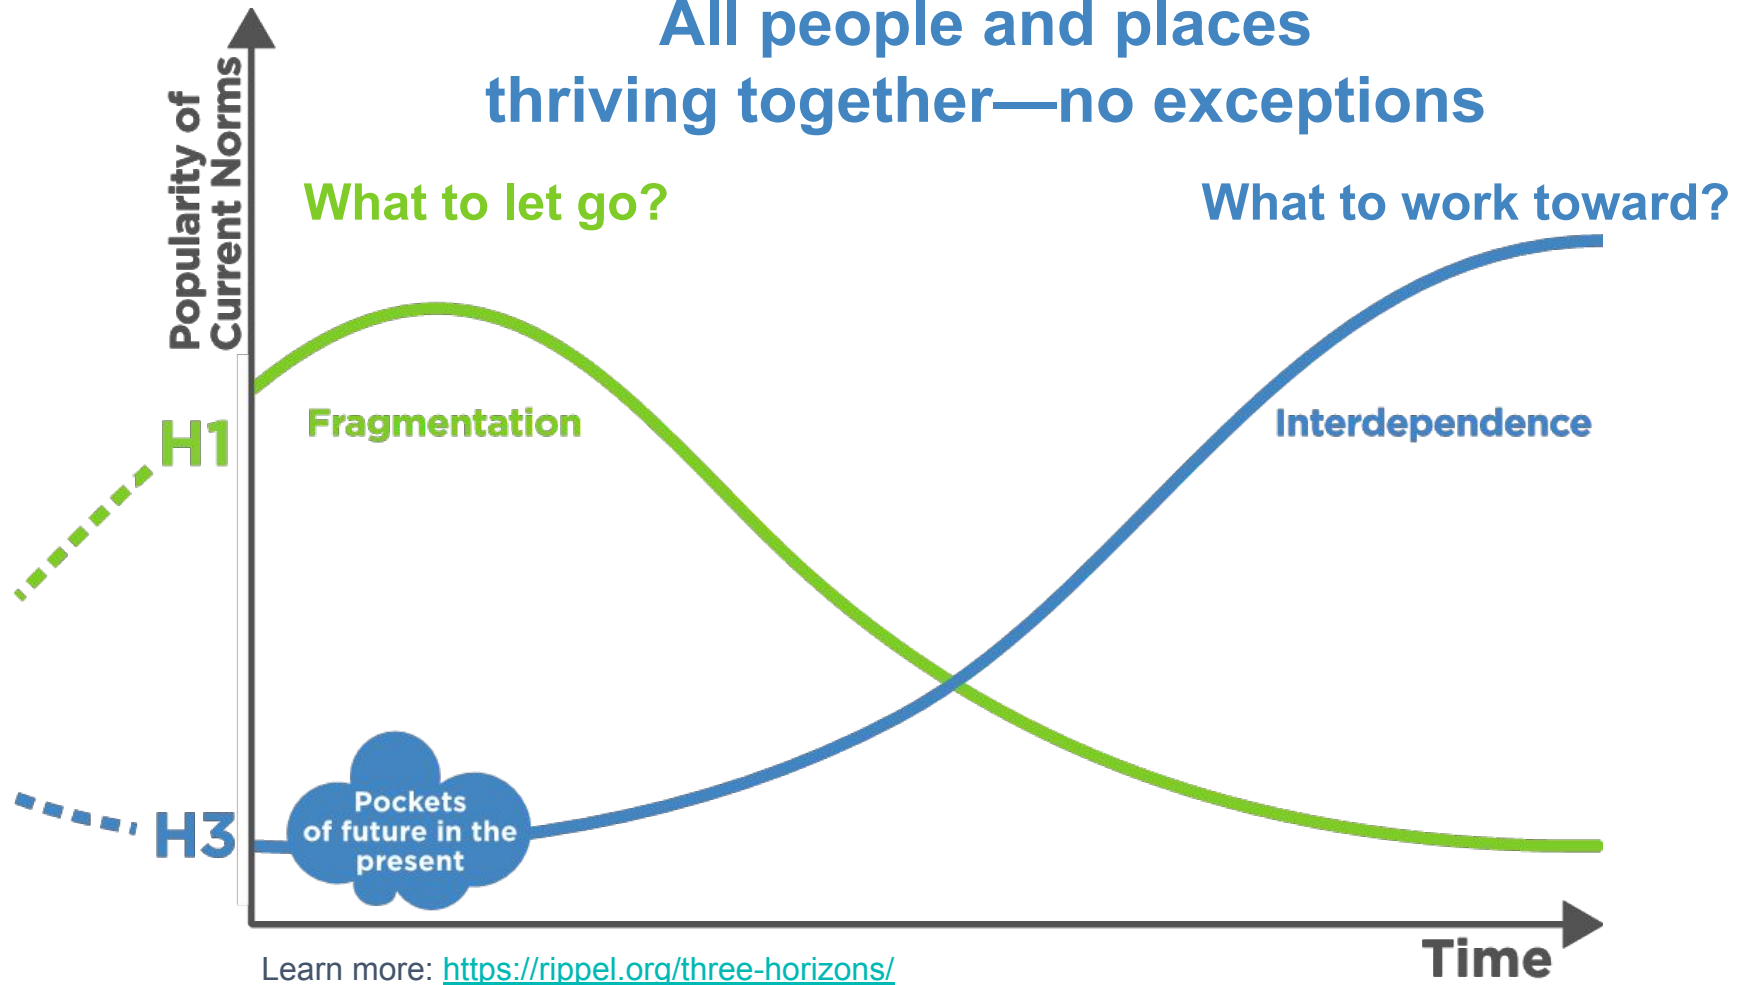 All people and places
thriving together—no exceptions
Popularity of
Current Norms
What to let go?
What to work toward?
Fragmentation
Interdependence
H1
H3
Pockets
of future in the
present
Time
Learn more: https://rippel.org/three-horizons/